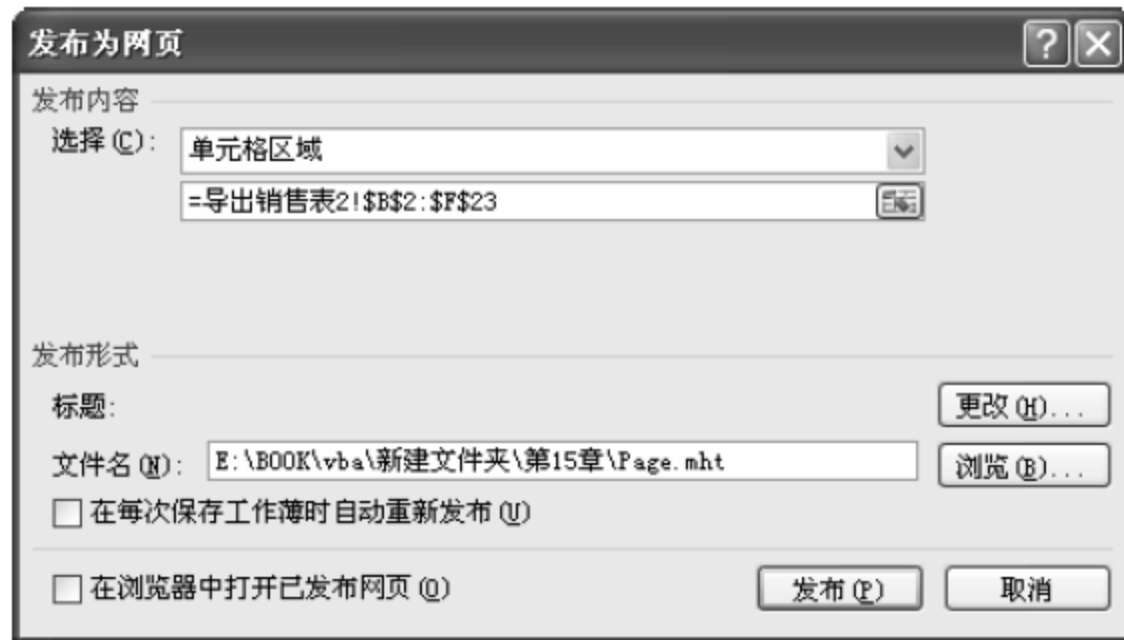 发布为网页
发布内容
选择(C): 单元格区域
=导出销售表2!$B$2:$F$23
发布形式
标题: 更改(H)...
文件名(N): E:\BOOK\vba\新建文件夹\第15章\Page.mht 浏览(B)...
在每次保存工作薄时自动重新发布(U)
在浏览器中打开已发布网页(O) 发布(P) 取消